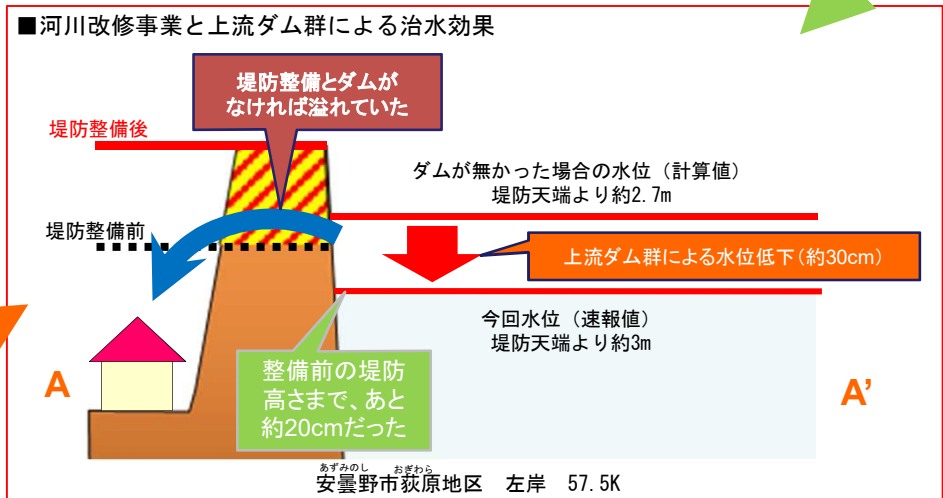 ■河川改修事業と上流ダム群による治水効果
堤防整備とダムが
なければ溢れていた
堤防整備後
ダムが無かった場合の水位（計算値）
堤防天端より約2.7m
堤防整備前
上流ダム群による水位低下(約30cm)
今回水位（速報値）
堤防天端より約3m
整備前の堤防
高さまで、あと
約20cmだった
A
A'
あずみのし おぎわら
安曇野市荻原地区 左岸 57.5K